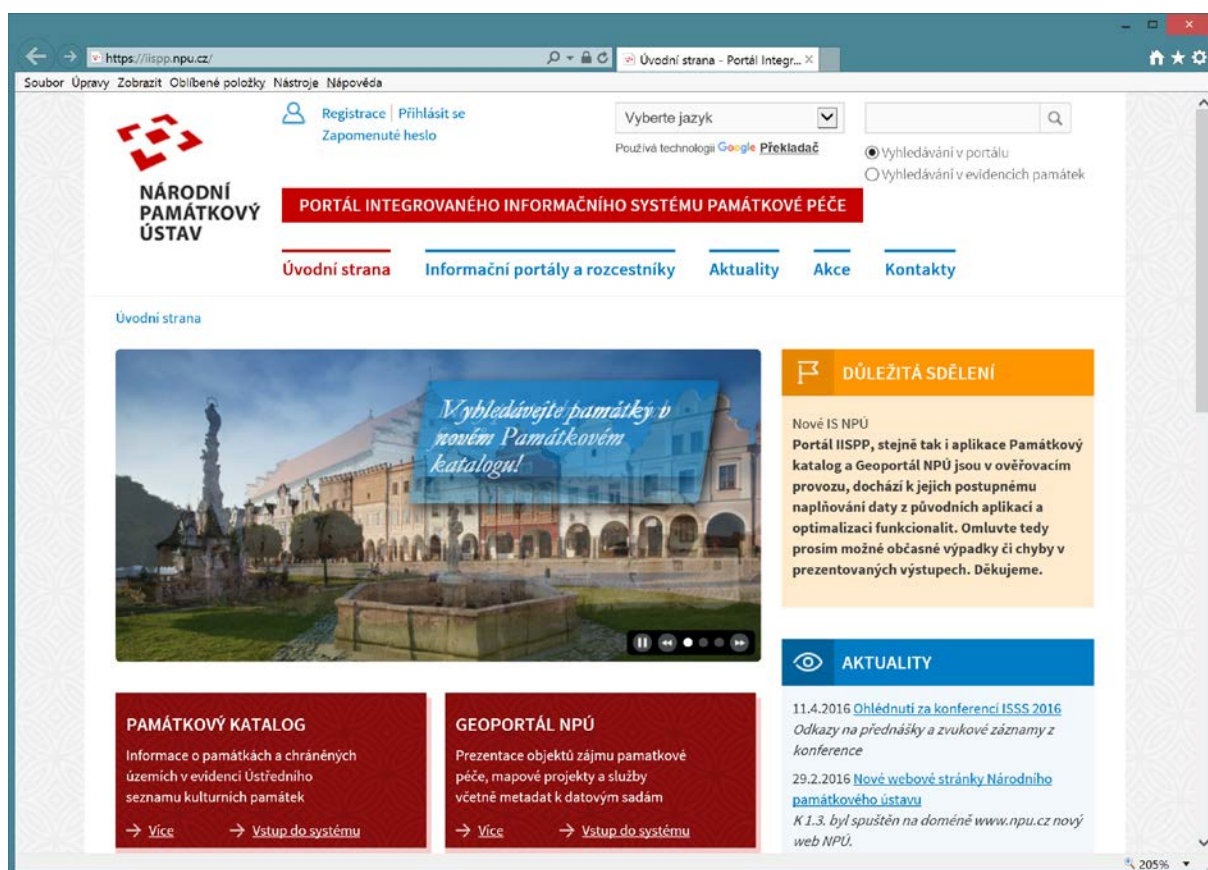 https://iispp.npu.cz/
Úvodní strana - Portál Integr...
Soubor Úpravy Zobrazit Oblíbené položky Nástroje Nápověda
NÁRODNÍ
PAMÁTKOVÝ
ÚSTAV
Registrace | Přihlásit se
Zapomenuté heslo
Vyberte jazyk
Používá technologii Google Překladač
Vyhledávání v portálu
Vyhledávání v evidencích památek
PORTÁL INTEGROVANÉHO INFORMAČNÍHO SYSTÉMU PAMÁTKOVÉ PÉČE
Úvodní strana Informační portály a rozcestníky Aktuality Akce Kontakty
Úvodní strana
Vyhledávejte památky v
novém Památkovém
katalogu!
DŮLEŽITÁ SDĚLENÍ
Nové IS NPÚ
Portál IISPP, stejně tak i aplikace Památkový
katalog a Geoportál NPÚ jsou v ověřovacím
provozu, dochází k jejich postupnému
naplňování daty z původních aplikací a
optimalizaci funkcionalit. Omluvte tedy
prosím možné občasné výpadky či chyby v
prezentovaných výstupech. Děkujeme.
PAMÁTKOVÝ KATALOG
Informace o památkách a chráněných
územích v evidenci Ústředního
seznamu kulturních památek
→ Více → Vstup do systému
GEOPORTÁL NPÚ
Prezentace objektů zájmu pamatkové
péče, mapové projekty a služby
včetně metadat k datovým sadám
→ Více → Vstup do systému
AKTUALITY
11.4.2016 Ohlédnutí za konferencí ISSS 2016
Odkazy na přednášky a zvukové záznamy z
konference
29.2.2016 Nové webové stránky Národního
památkového ústavu
K 1.3. byl spuštěn na doméně www.npu.cz nový
web NPÚ.
205%